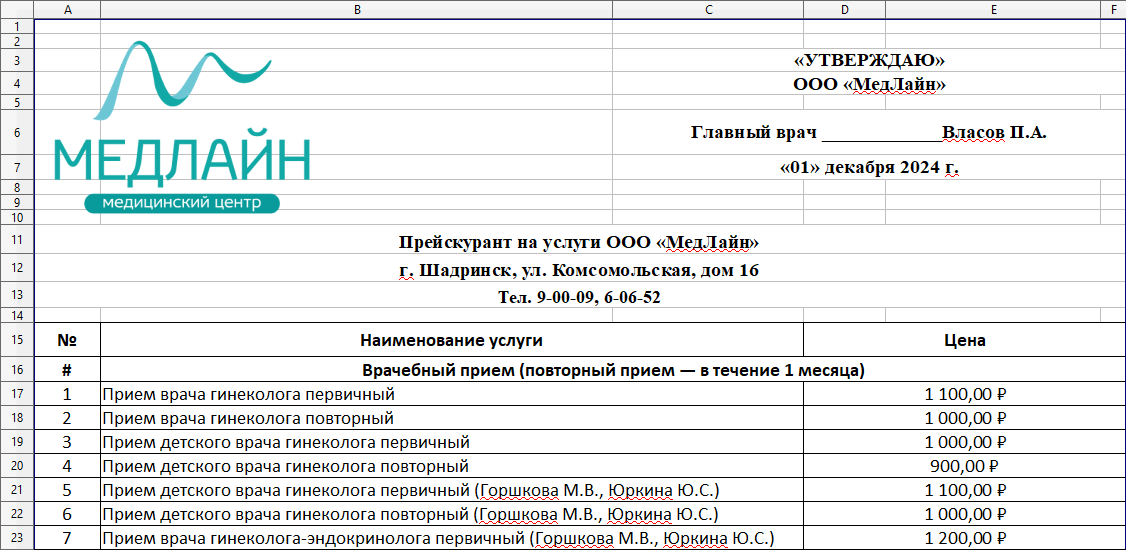 A B C D E F
1
2
3 «УТВЕРЖДАЮ»
4 ООО «МедЛайн»
5
6 Главный врач _____________Власов П.А.
7 «01» декабря 2024 г.
8
9
10
МЕДЛАЙН
медицинский центр
11 Прейскурант на услуги ООО «МедЛайн»
12 г. Шадринск, ул. Комсомольская, дом 16
13 Тел. 9-00-09, 6-06-52
14
15 № Наименование услуги Цена
16 # Врачебный прием (повторный прием — в течение 1 месяца)
17 1 Прием врача гинеколога первичный 1 100,00 ₽
18 2 Прием врача гинеколога повторный 1 000,00 ₽
19 3 Прием детского врача гинеколога первичный 1 000,00 ₽
20 4 Прием детского врача гинеколога повторный 900,00 ₽
21 5 Прием детского врача гинеколога первичный (Горшкова М.В., Юркина Ю.С.) 1 100,00 ₽
22 6 Прием детского врача гинеколога повторный (Горшкова М.В., Юркина Ю.С.) 1 000,00 ₽
23 7 Прием врача гинеколога-эндокринолога первичный (Горшкова М.В., Юркина Ю.С.) 1 200,00 ₽